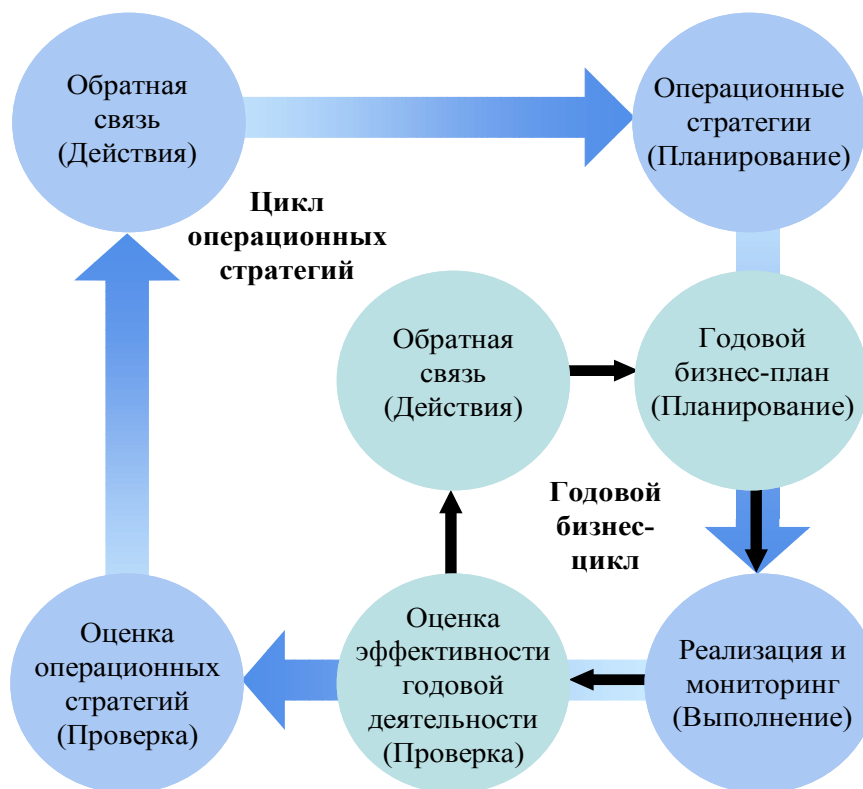 Обратная
связь
(Действия)
Операционные
стратегии
(Планирование)
Цикл
операционных
стратегий
Обратная
связь
(Действия)
Годовой
бизнес-план
(Планирование)
Годовой
бизнес-
цикл
Оценка
операционных
стратегий
(Проверка)
Оценка
эффективности
годовой
деятельности
(Проверка)
Реализация и
мониторинг
(Выполнение)